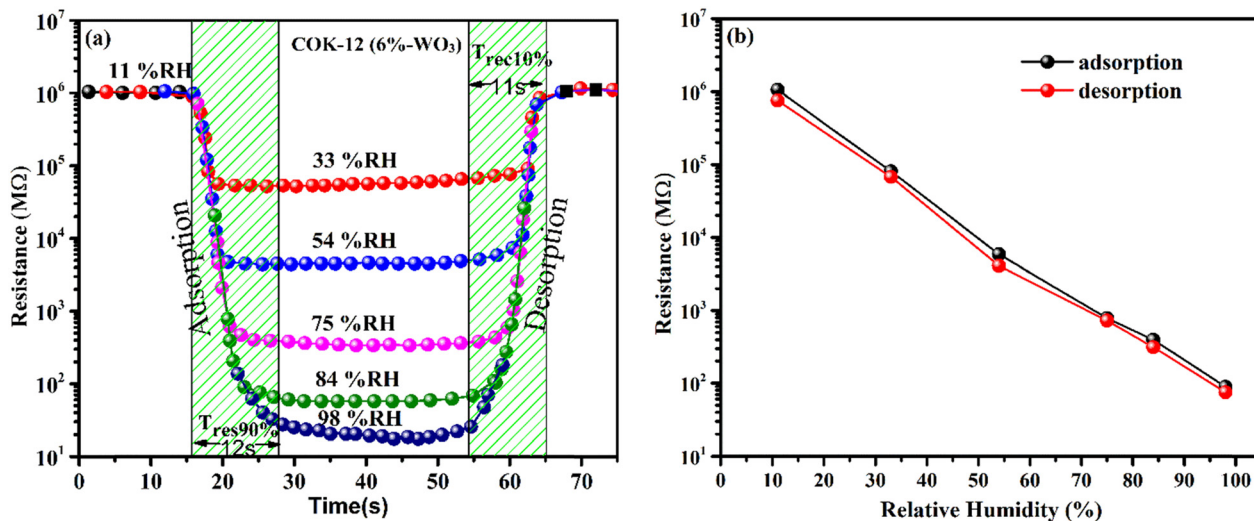 (a)
COK-12 (6%-WO₃)
11 %RH
T_rec10%
11s
33 %RH
54 %RH
75 %RH
84 %RH
98 %RH
Adsorption
Desorption
T_res90%
12s
Resistance (MΩ)
10⁷
10⁶
10⁵
10⁴
10³
10²
10¹
0 10 20 30 40 50 60 70
Time(s)
(b)
adsorption
desorption
Resistance (MΩ)
10⁷
10⁶
10⁵
10⁴
10³
10²
10¹
0 10 20 30 40 50 60 70 80 90 100
Relative Humidity (%)